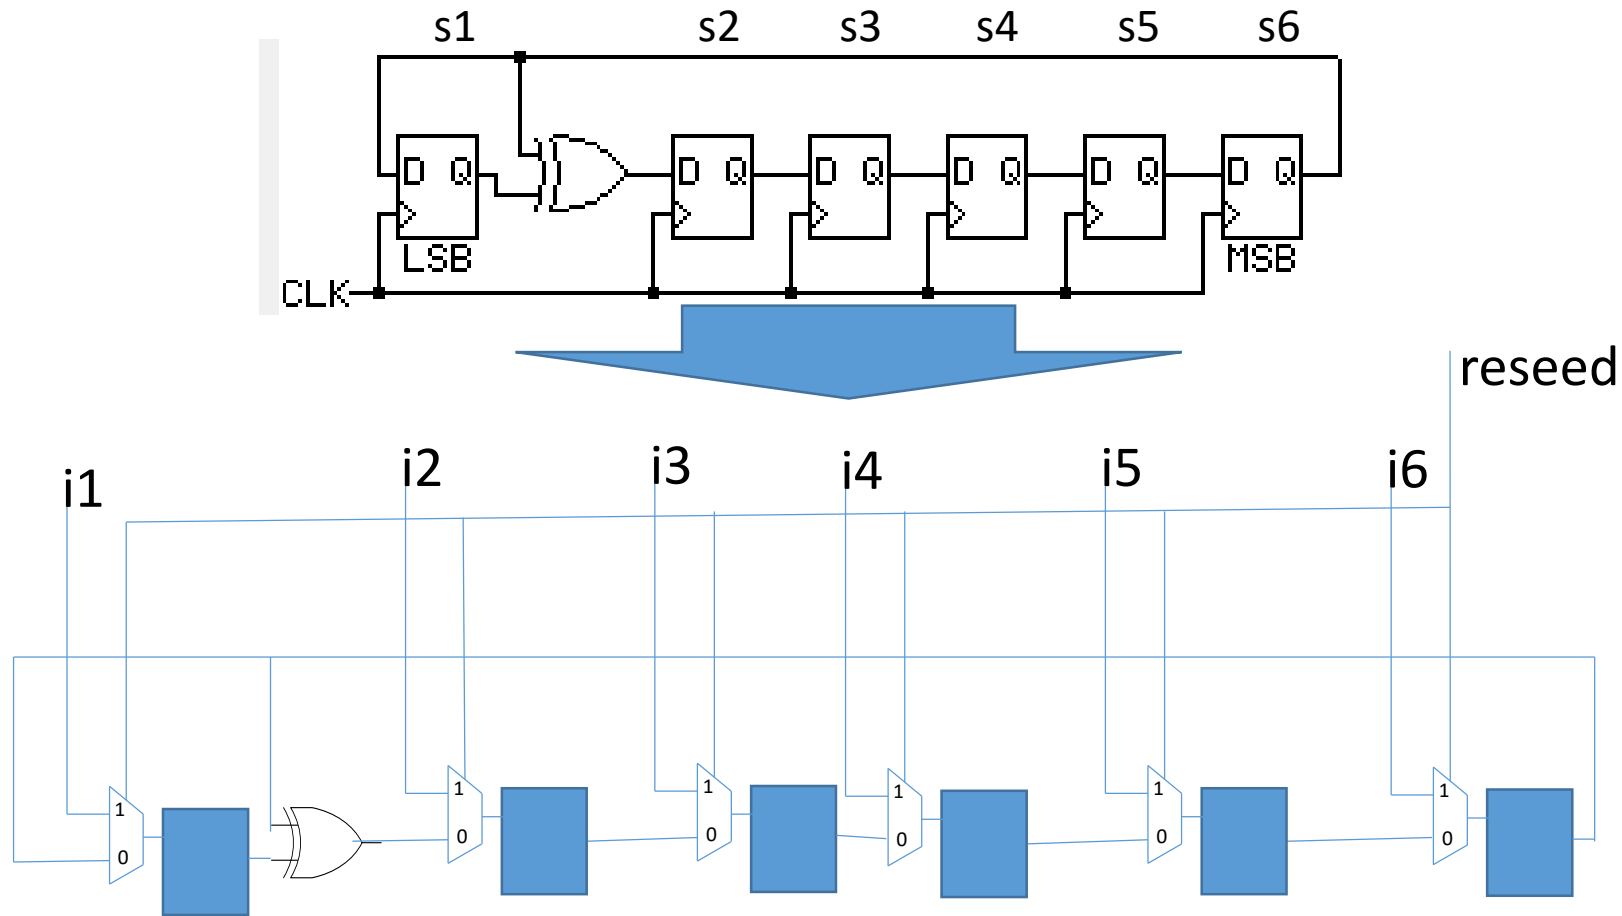 s1 s2 s3 s4 s5 s6
D Q D Q D Q D Q D Q D Q
LSB MSB
CLK
reseed
i1 i2 i3 i4 i5 i6
1 1 1 1 1 1
0 0 0 0 0 0